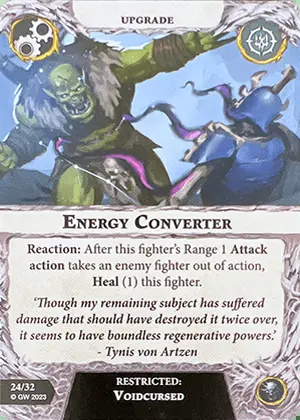 UPGRADE
ENERGY CONVERTER
Reaction: After this fighter's Range 1 Attack
action takes an enemy fighter out of action,
Heal (1) this fighter.
'Though my remaining subject has suffered
damage that should have destroyed it twice over,
it seems to have boundless regenerative powers.'
- Tynis von Artzen
24/32
© GW 2023
RESTRICTED:
VOIDCURSED